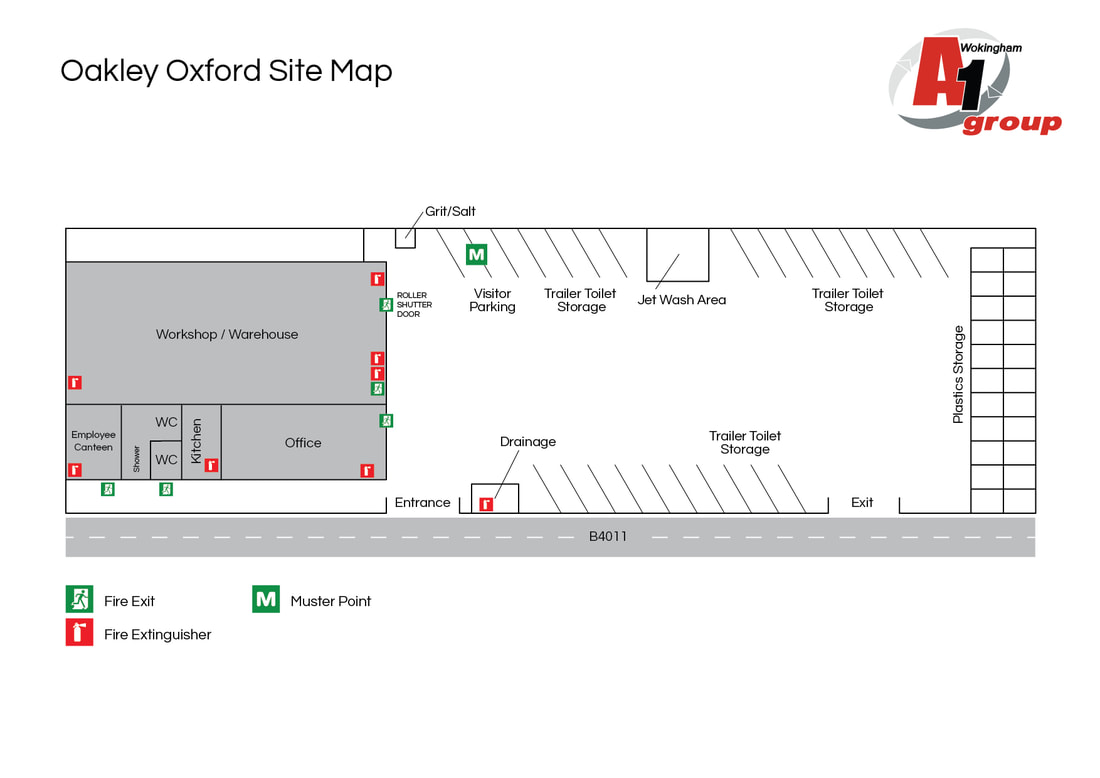 Oakley Oxford Site Map
A1
Wokingham
group
Grit/Salt
M
ROLLER
SHUTTER
DOOR
Visitor
Parking
Trailer Toilet
Storage
Jet Wash Area
Trailer Toilet
Storage
Workshop / Warehouse
Plastics Storage
Employee
Canteen
Shower
WC
WC
Kitchen
Office
Drainage
Trailer Toilet
Storage
Entrance
Exit
B4011
Fire Exit
M
Muster Point
Fire Extinguisher